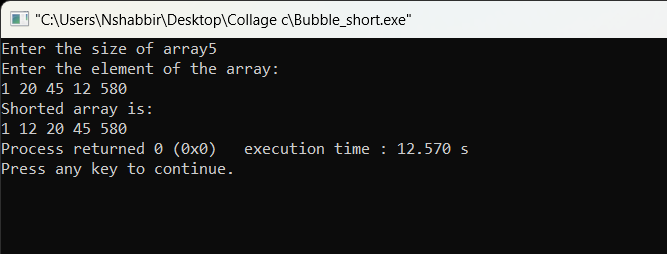 "C:\Users\Nshabbir\Desktop\Collage c\Bubble_short.exe"
Enter the size of array5
Enter the element of the array:
1 20 45 12 580
Shorted array is:
1 12 20 45 580
Process returned 0 (0x0)   execution time : 12.570 s
Press any key to continue.